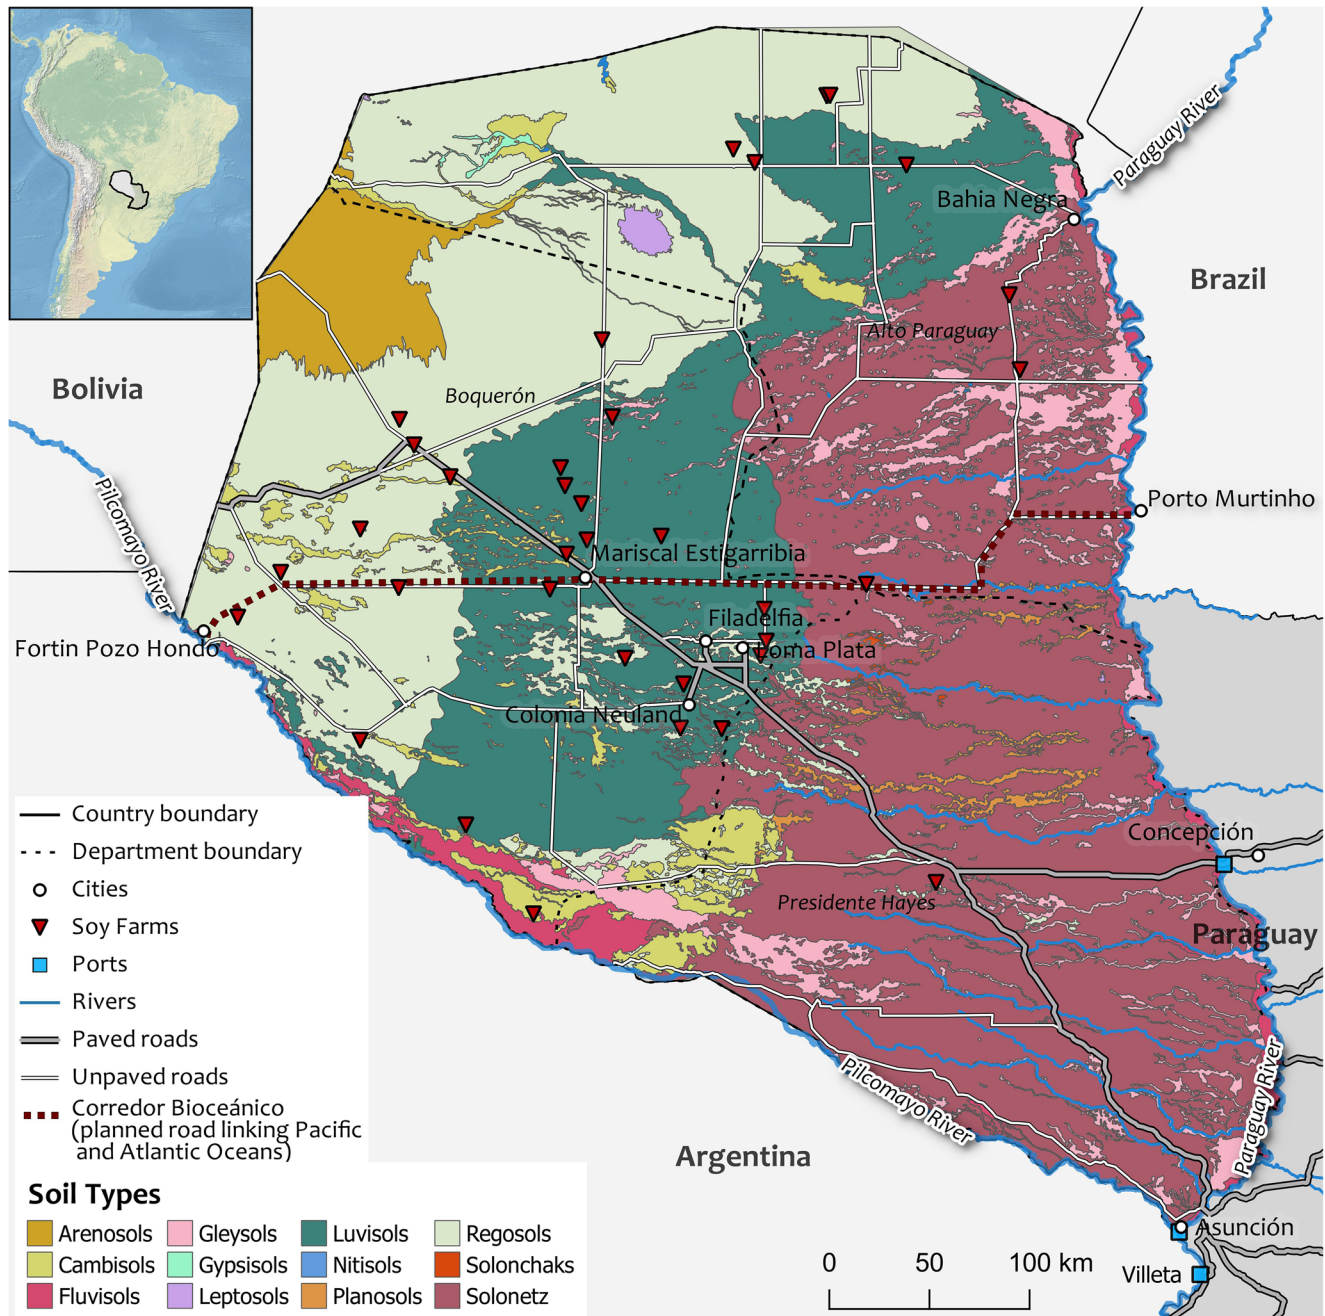 Paraguay River
Bahia Negra
Brazil
Alto Paraguay
Bolivia
Boquerón
Pilcomayo River
Porto Murtinho
Mariscal Estigarribia
Filadelfia
Fortin Pozo Hondo
Loma Plata
Colonia Neuland
Concepción
Presidente Hayes
Paraguay
Pilcomayo River
Paraguay River
Argentina
Asunción
Villeta
0 50 100 km
Country boundary
Department boundary
Cities
Soy Farms
Ports
Rivers
Paved roads
Unpaved roads
Corredor Bioceánico
(planned road linking Pacific
and Atlantic Oceans)
Soil Types
Arenosols Gleysols Luvisols Regosols
Cambisols Gypsisols Nitisols Solonchaks
Fluvisols Leptosols Planosols Solonetz